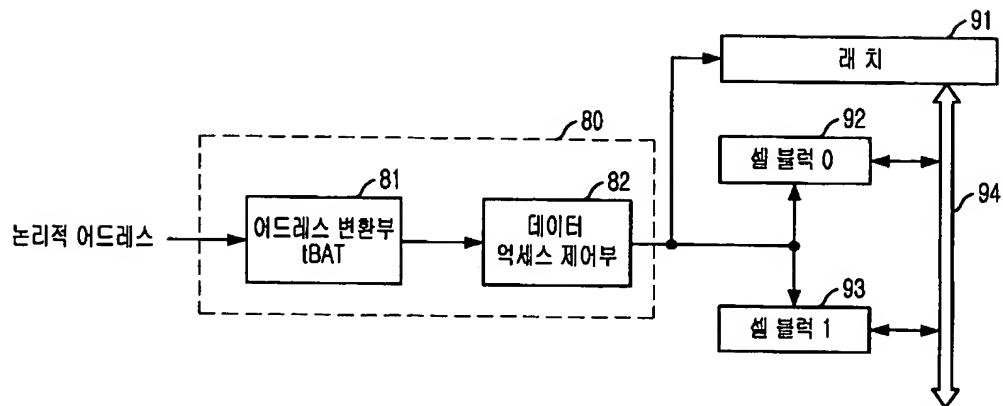 91
래 치
80
92
셀 블럭 0
81
82
94
논리적 어드레스
어드레스 변환부
tBAT
데이터
억세스 제어부
93
셀 블럭 1